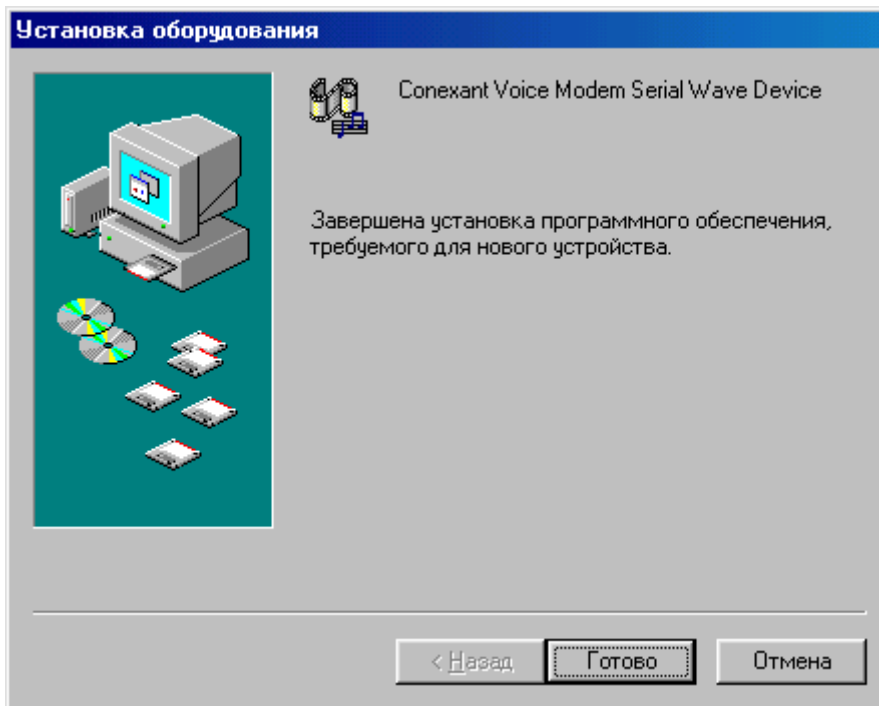 Установка оборудования
Conexant Voice Modem Serial Wave Device
Завершена установка программного обеспечения,
требуемого для нового устройства.
< Назад
Готово
Отмена